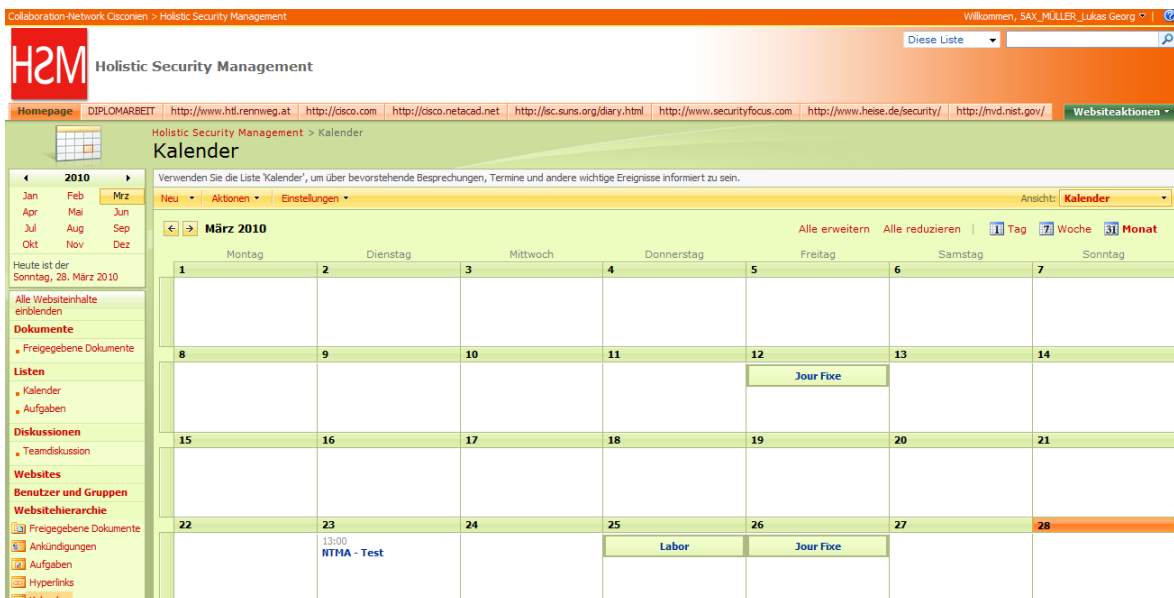 Collaboration-Network Cisconien > Holistic Security Management
Willkommen, SAX_MÜLLER_Lukas Georg
HSM
Holistic Security Management
Diese Liste
Homepage DIPLOMARBEIT http://www.htl.rennweg.at http://cisco.com http://cisco.netacad.net http://isc.suns.org/diary.html http://www.securityfocus.com http://www.heise.de/security/ http://nvd.nist.gov/ Websiteaktionen
Holistic Security Management > Kalender
Kalender
2010
Jan Feb Mrz
Apr Mai Jun
Jul Aug Sep
Okt Nov Dez
Heute ist der
Sonntag, 28. März 2010
Alle Websiteinhalte
einblenden
Dokumente
Freigegebene Dokumente
Listen
Kalender
Aufgaben
Diskussionen
Teamdiskussion
Websites
Benutzer und Gruppen
Websitehierarchie
Freigegebene Dokumente
Ankündigungen
Aufgaben
Hyperlinks
Verwenden Sie die Liste 'Kalender', um über bevorstehende Besprechungen, Termine und andere wichtige Ereignisse informiert zu sein.
Neu Aktionen Einstellungen Ansicht: Kalender
März 2010 Alle erweitern Alle reduzieren | 1 Tag 7 Woche 31 Monat
Montag Dienstag Mittwoch Donnerstag Freitag Samstag Sonntag
1 2 3 4 5 6 7
8 9 10 11 12 13 14
Jour Fixe
15 16 17 18 19 20 21
22 23 24 25 26 27 28
13:00
NTMA - Test Labor Jour Fixe